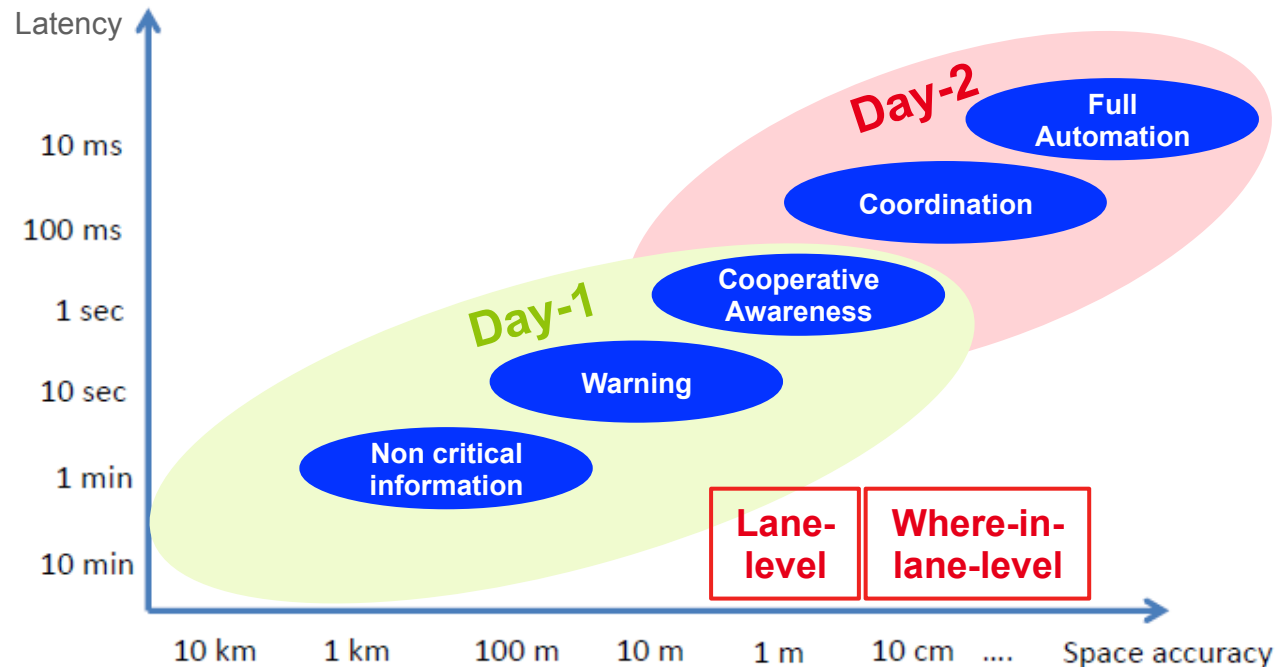 Latency
10 ms
100 ms
1 sec
10 sec
1 min
10 min
Day-2
Full
Automation
Coordination
Day-1
Cooperative
Awareness
Warning
Non critical
information
Lane-
level
Where-in-
lane-level
10 km 1 km 100 m 10 m 1 m 10 cm .... Space accuracy